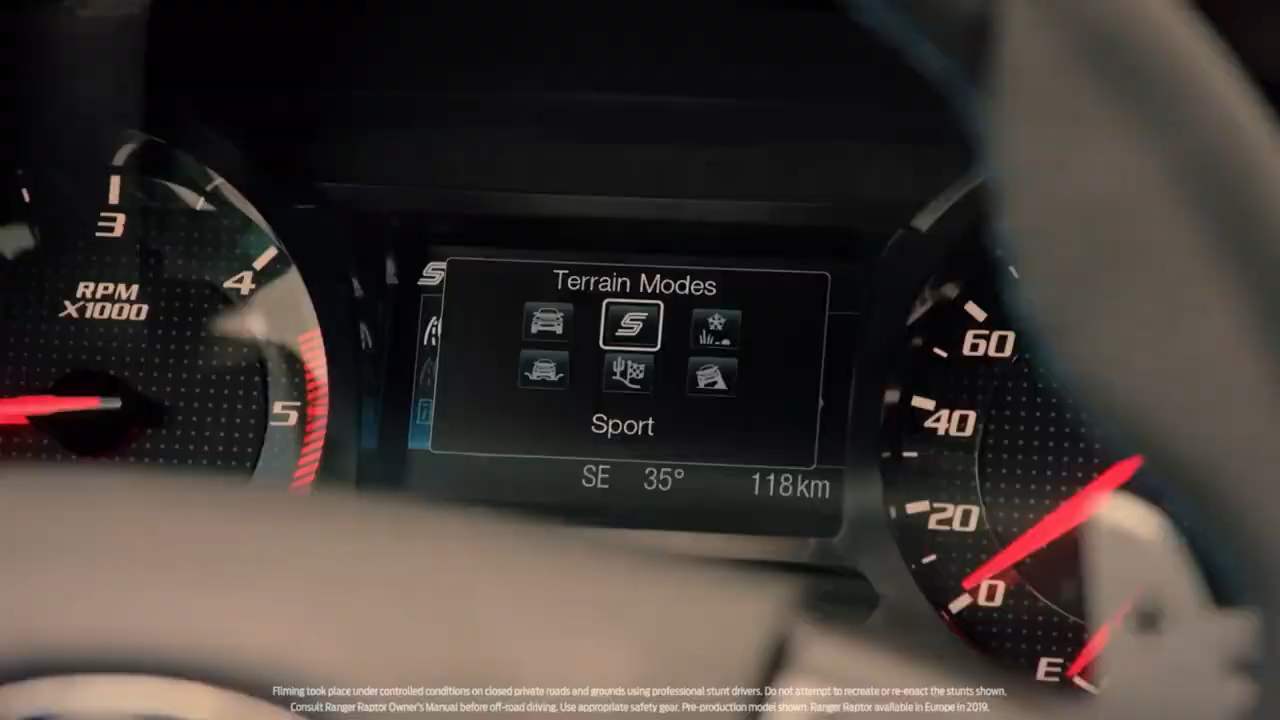 3
4
RPM
X1000
5
S
Terrain Modes
S
Sport
SE 35° 118km
60
40
20
0
E
Filming took place under controlled conditions on closed private roads and grounds using professional stunt drivers. Do not attempt to recreate or re-enact the stunts shown.
Consult Ranger Raptor Owner's Manual before off-road driving. Use appropriate safety gear. Pre-production model shown. Ranger Raptor available in Europe in 2019.